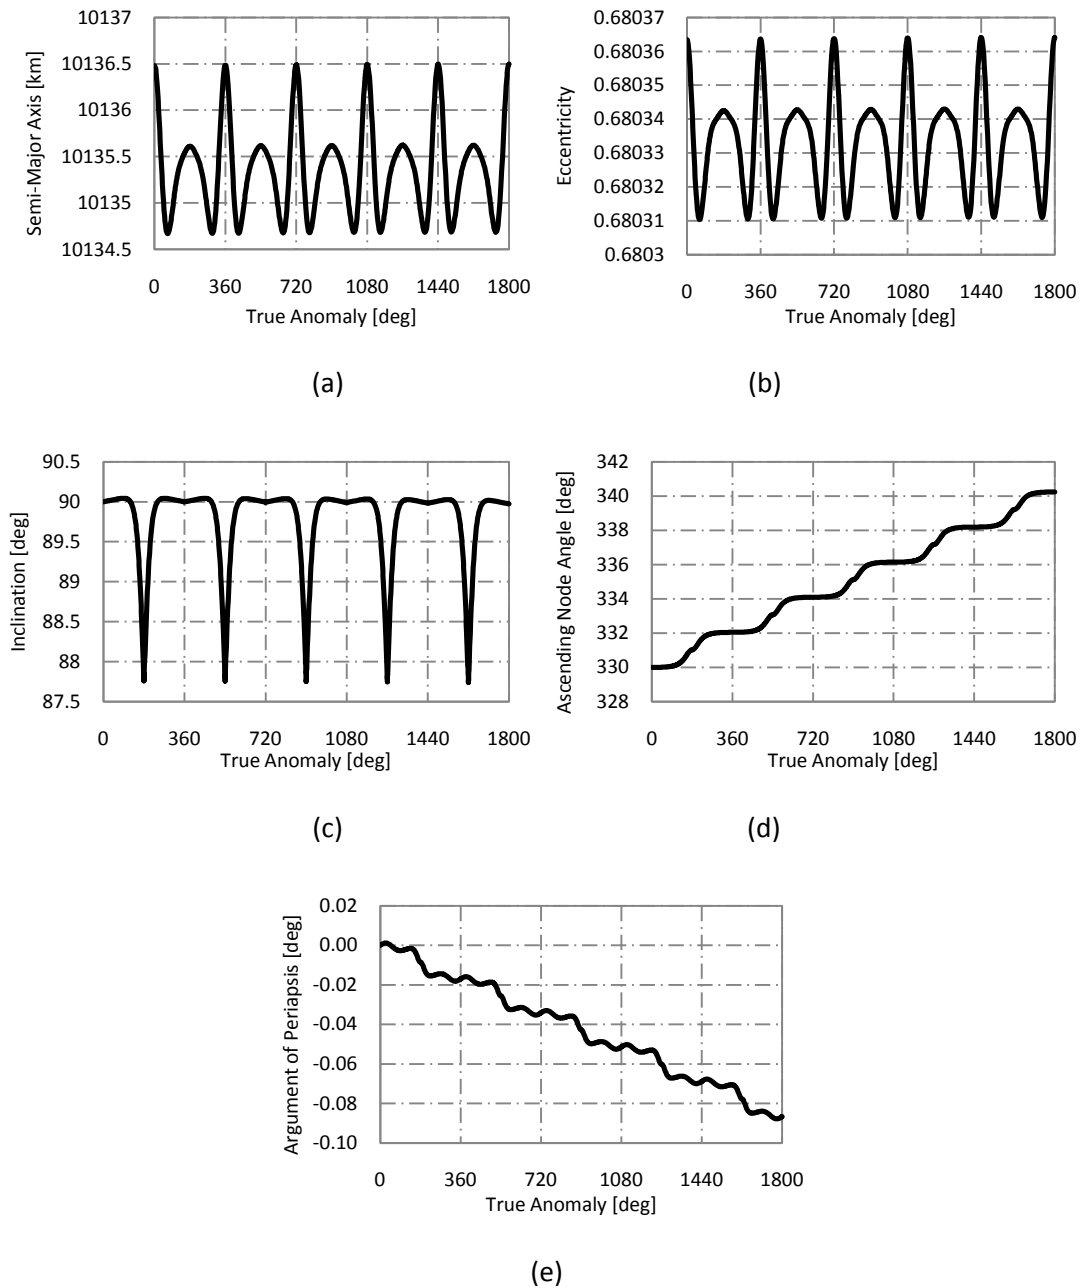 Semi-Major Axis [km]
10137
10136.5
10136
10135.5
10135
10134.5
0 360 720 1080 1440 1800
True Anomaly [deg]
(a)
Eccentricity
0.68037
0.68036
0.68035
0.68034
0.68033
0.68032
0.68031
0.6803
0 360 720 1080 1440 1800
True Anomaly [deg]
(b)
Inclination [deg]
90.5
90
89.5
89
88.5
88
87.5
0 360 720 1080 1440 1800
True Anomaly [deg]
(c)
Ascending Node Angle [deg]
342
340
338
336
334
332
330
328
0 360 720 1080 1440 1800
True Anomaly [deg]
(d)
Argument of Periapsis [deg]
0.02
0.00
-0.02
-0.04
-0.06
-0.08
-0.10
0 360 720 1080 1440 1800
True Anomaly [deg]
(e)